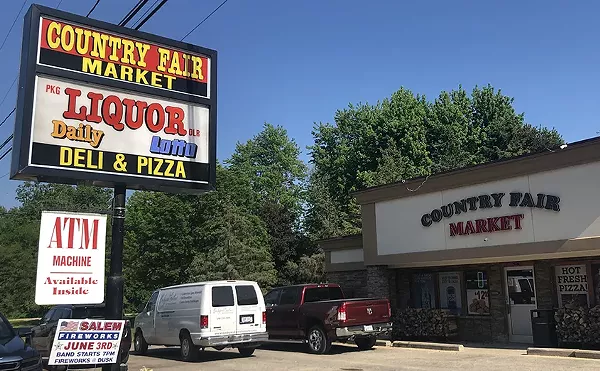 COUNTRY FAIR
MARKET
PKG LIQUOR DLR
Daily Lotto
DELI & PIZZA
ATM
MACHINE
Available
Inside
SALEM
FIREWORKS
JUNE 3RD
BAND STARTS 7PM
FIREWORKS @ DUSK
COUNTRY FAIR
MARKET
HOT
FRESH
PIZZA!